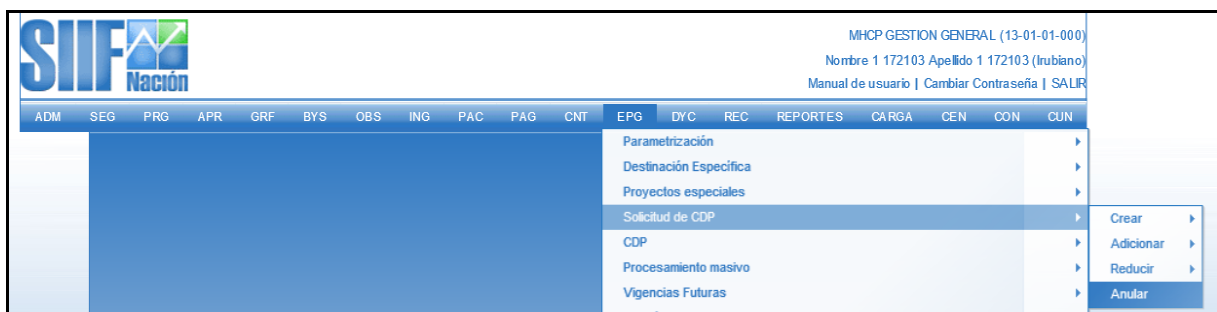 SIIF
Nación
MHCP GESTION GENERAL (13-01-01-000)
Nombre 1 172103 Apellido 1 172103 (lrubiano)
Manual de usuario | Cambiar Contraseña | SALIR
ADM SEG PRG APR GRF BYS OBS ING PAC PAG CNT EPG DYC REC REPORTES CARGA CEN CON CUN
Parametrización
Destinación Específica
Proyectos especiales
Solicitud de CDP
CDP
Procesamiento masivo
Vigencias Futuras
Crear
Adicionar
Reducir
Anular